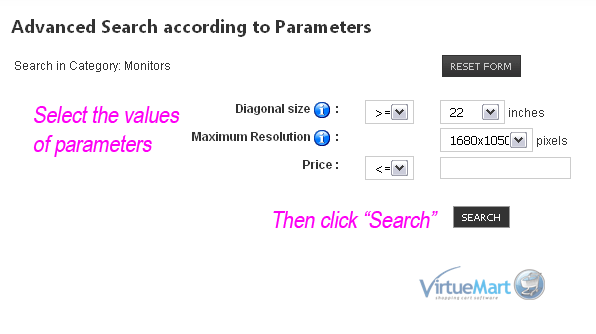 Advanced Search according to Parameters
Search in Category: Monitors
RESET FORM
Select the values
of parameters
Diagonal size i : >= 22 inches
Maximum Resolution i : 1680x1050 pixels
Price : <=
Then click “Search”
SEARCH
VirtueMart
shopping cart software